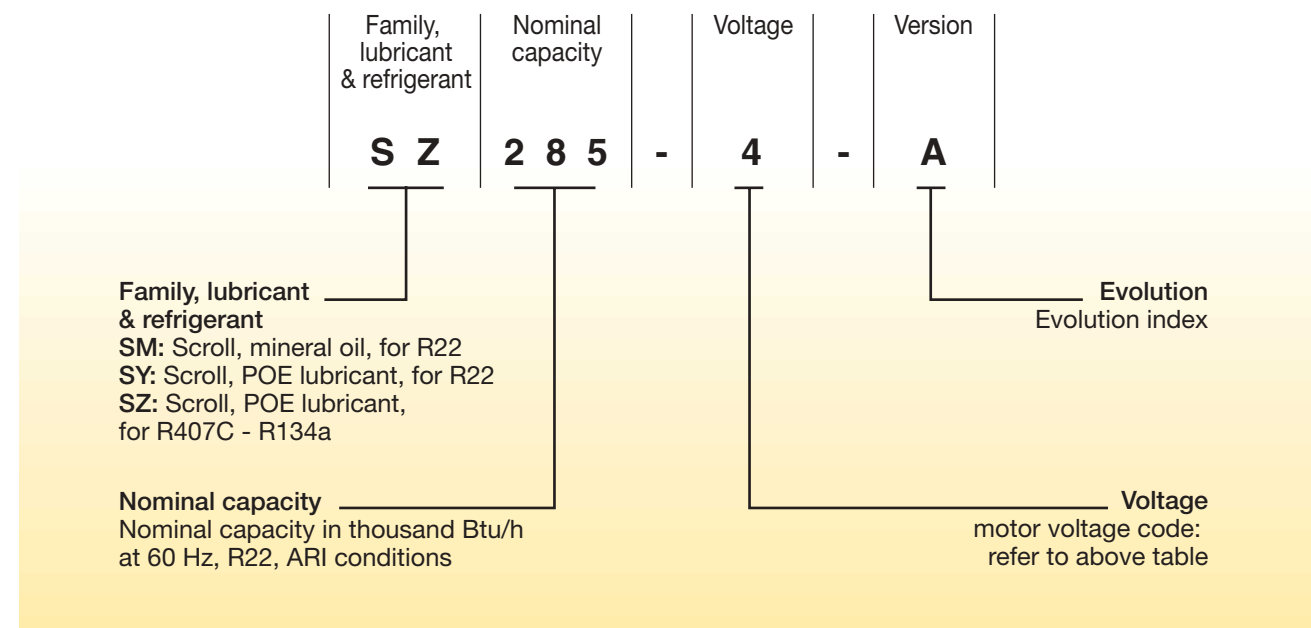 Family,
lubricant
& refrigerant
Nominal
capacity
Voltage
Version
S Z 2 8 5 - 4 - A
Family, lubricant
& refrigerant
SM: Scroll, mineral oil, for R22
SY: Scroll, POE lubricant, for R22
SZ: Scroll, POE lubricant,
for R407C - R134a
Evolution
Evolution index
Nominal capacity
Nominal capacity in thousand Btu/h
at 60 Hz, R22, ARI conditions
Voltage
motor voltage code:
refer to above table